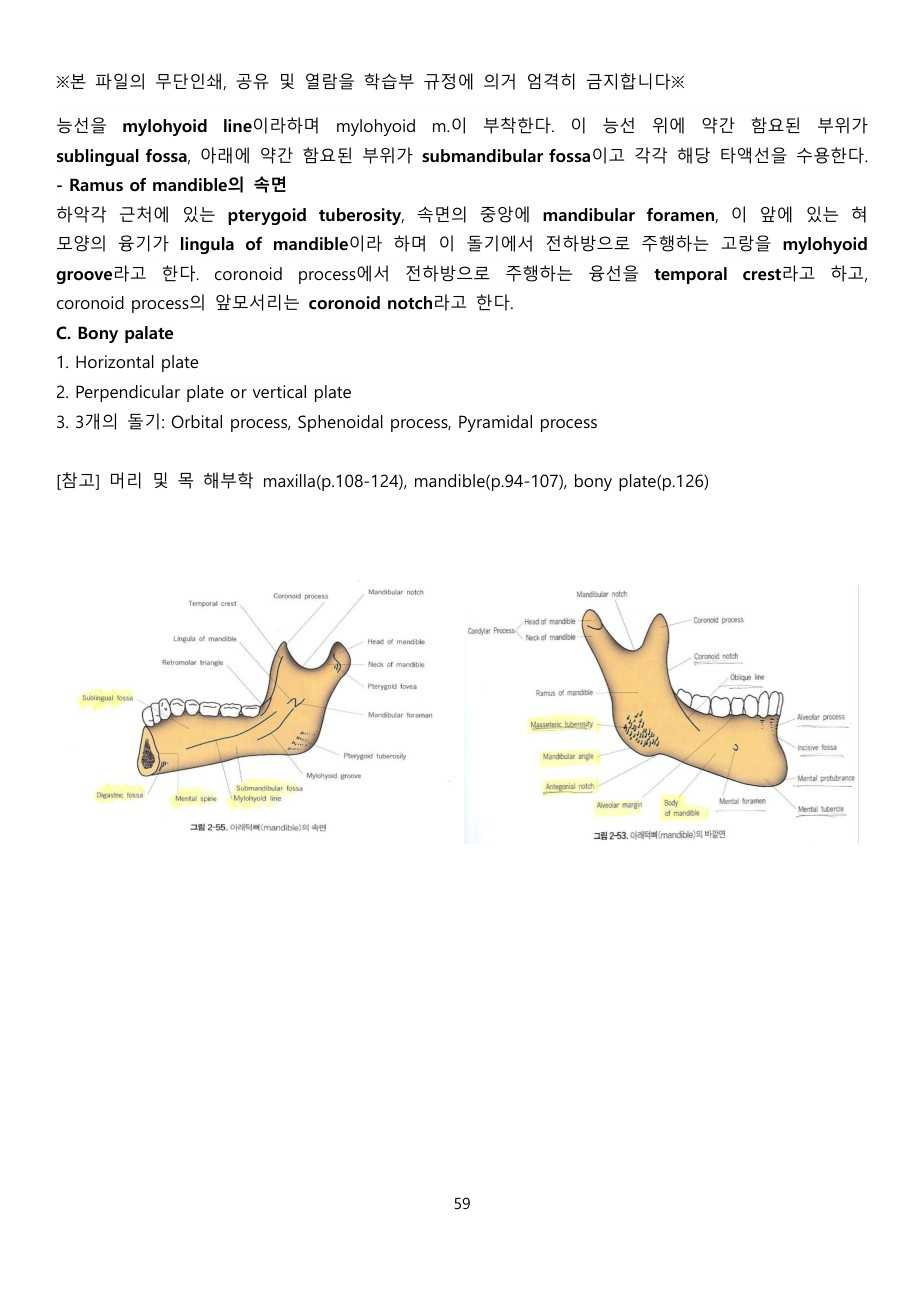 ※본 파일의 무단인쇄, 공유 및 열람을 학습부 규정에 의거 엄격히 금지합니다※
능선을 mylohyoid line이라하며 mylohyoid m.이 부착한다. 이 능선 위에 약간 함요된 부위가
sublingual fossa, 아래에 약간 함요된 부위가 submandibular fossa이고 각각 해당 타액선을 수용한다.
- Ramus of mandible의 속면
하악각 근처에 있는 pterygoid tuberosity, 속면의 중앙에 mandibular foramen, 이 앞에 있는 혀
모양의 융기가 lingula of mandible이라 하며 이 돌기에서 전하방으로 주행하는 고랑을 mylohyoid
groove라고 한다. coronoid process에서 전하방으로 주행하는 융선을 temporal crest라고 하고,
coronoid process의 앞모서리는 coronoid notch라고 한다.
C. Bony palate
1. Horizontal plate
2. Perpendicular plate or vertical plate
3. 3개의 돌기: Orbital process, Sphenoidal process, Pyramidal process
[참고] 머리 및 목 해부학 maxilla(p.108-124), mandible(p.94-107), bony plate(p.126)
Temporal crest
Coronoid process
Mandibular notch
Lingula of mandible
Retromolar triangle
Sublingual fossa
Head of mendible
Neck of mandible
Pterygoid fovea
Mandibular foraman
Pterygoid tuberosity
Mylohyoid groove
Submandibular fossa
Digastric fossa
Mental spine
Mylohyoid line
그림 2-55. 아래턱뼈(mandible)의 속면
Mandibular notch
Condylar Process
Head of mandible
Neck of mandible
Coronoid process
Coronoid notch
Oblique line
Ramus of mandible
Masseteric tuberosity
Alveolar process
Mandibular angle
Incisive fossa
Antegonial notch
Mental protubrance
Alveolar margin
Body
of mandible
Mental foramen
Mental tubercle
그림 2-53. 아래턱뼈(mandible)의 바깥면
59